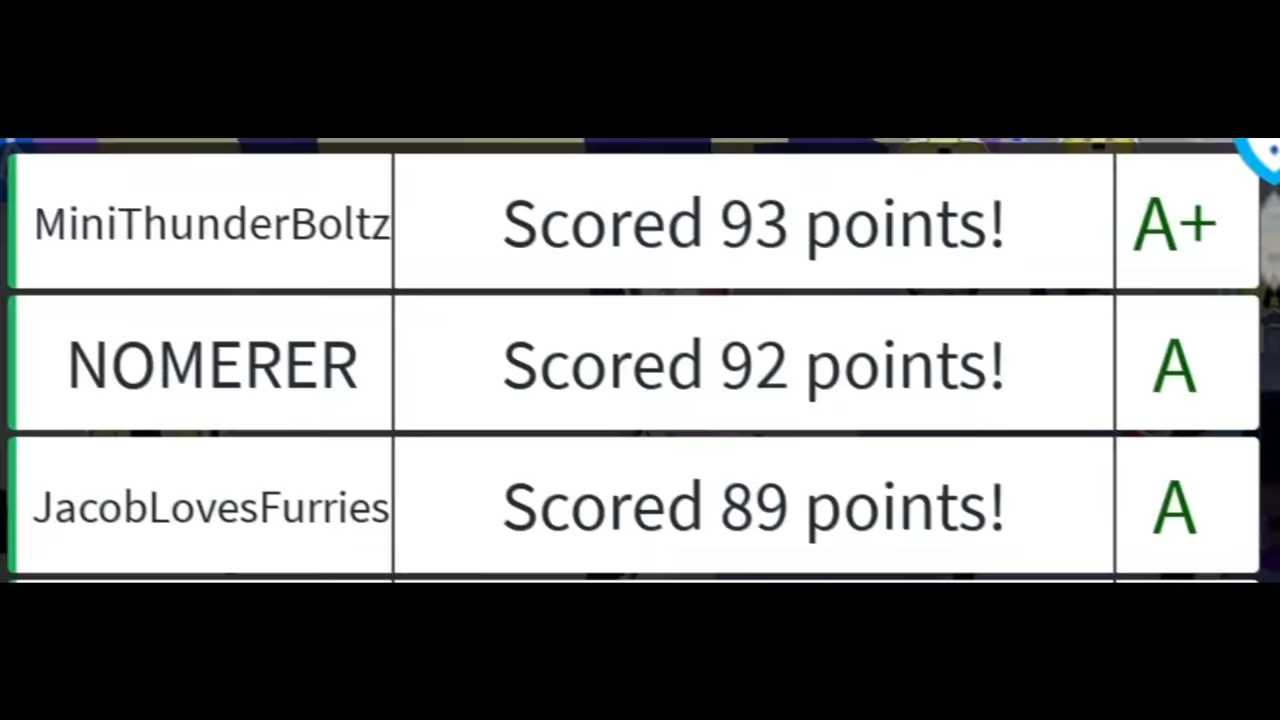 MiniThunderBoltz Scored 93 points! A+
NOMERER Scored 92 points! A
JacobLovesFurries Scored 89 points! A